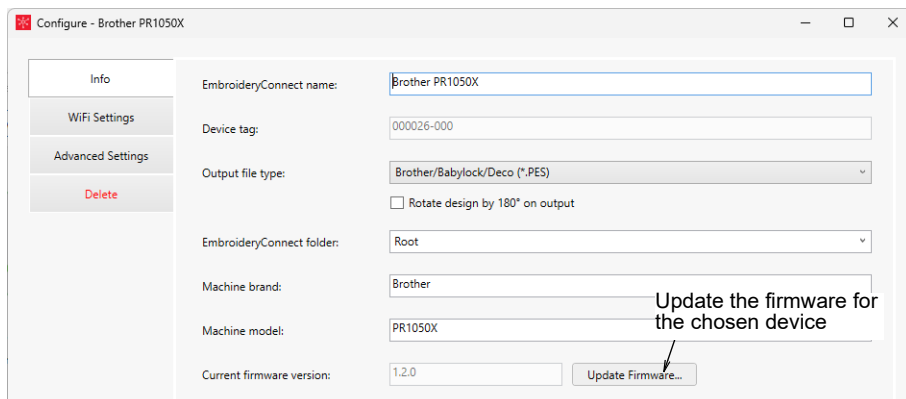 Configure - Brother PR1050X
Info
WiFi Settings
Advanced Settings
Delete
EmbroideryConnect name:
Brother PR1050X
Device tag:
000026-000
Output file type:
Brother/Babylock/Deco (*.PES)
Rotate design by 180° on output
EmbroideryConnect folder:
Root
Machine brand:
Brother
Update the firmware for
the chosen device
Machine model:
PR1050X
Current firmware version:
1.2.0
Update Firmware...